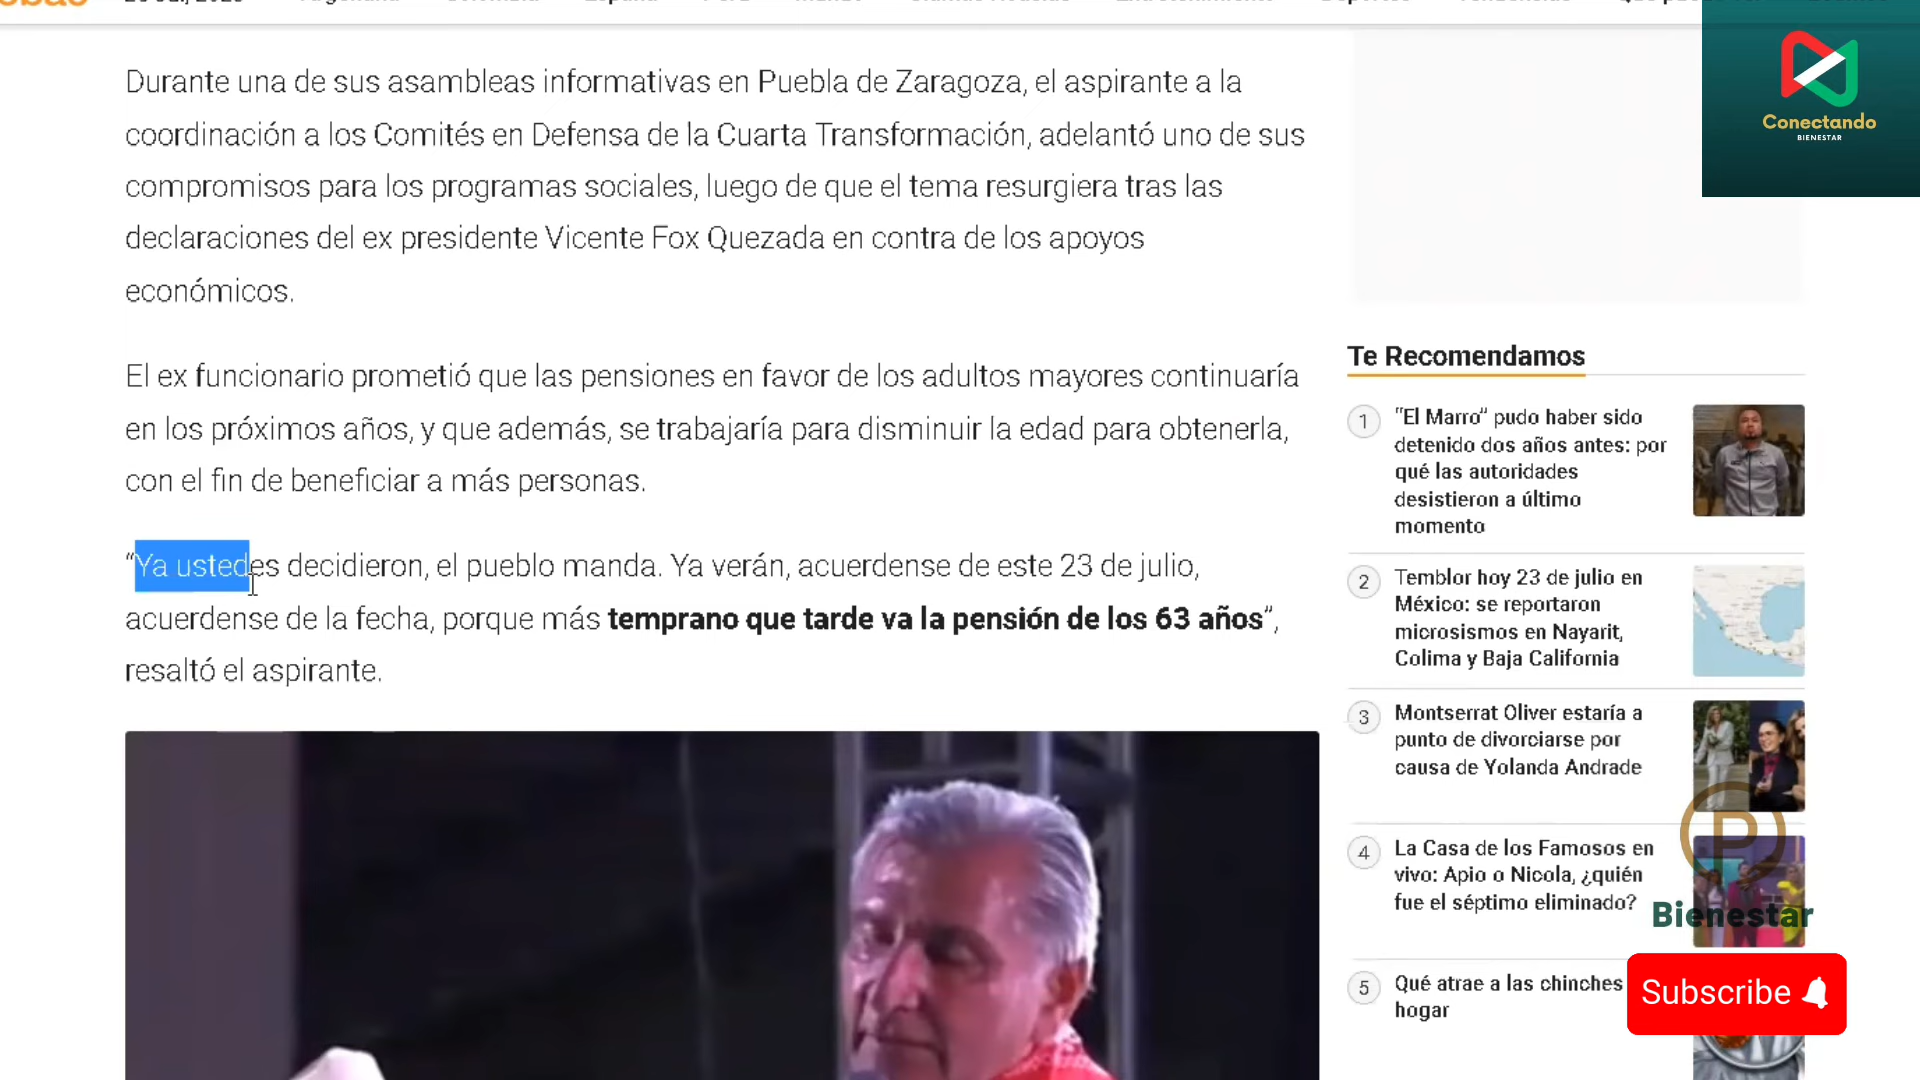 Conectando
BIENESTAR
Durante una de sus asambleas informativas en Puebla de Zaragoza, el aspirante a la
coordinación a los Comités en Defensa de la Cuarta Transformación, adelantó uno de sus
compromisos para los programas sociales, luego de que el tema resurgiera tras las
declaraciones del ex presidente Vicente Fox Quezada en contra de los apoyos
económicos.
El ex funcionario prometió que las pensiones en favor de los adultos mayores continuaría
en los próximos años, y que además, se trabajaría para disminuir la edad para obtenerla,
con el fin de beneficiar a más personas.
“Ya ustedes decidieron, el pueblo manda. Ya verán, acuerdense de este 23 de julio,
acuerdense de la fecha, porque más temprano que tarde va la pensión de los 63 años”,
resaltó el aspirante.
Te Recomendamos
1
“El Marro” pudo haber sido
detenido dos años antes: por
qué las autoridades
desistieron a último
momento
2
Temblor hoy 23 de julio en
México: se reportaron
microsismos en Nayarit,
Colima y Baja California
3
Montserrat Oliver estaría a
punto de divorciarse por
causa de Yolanda Andrade
4
La Casa de los Famosos en
vivo: Apio o Nicola, ¿quién
fue el séptimo eliminado?
5
Qué atrae a las chinches
hogar
P
Bienestar
Subscribe